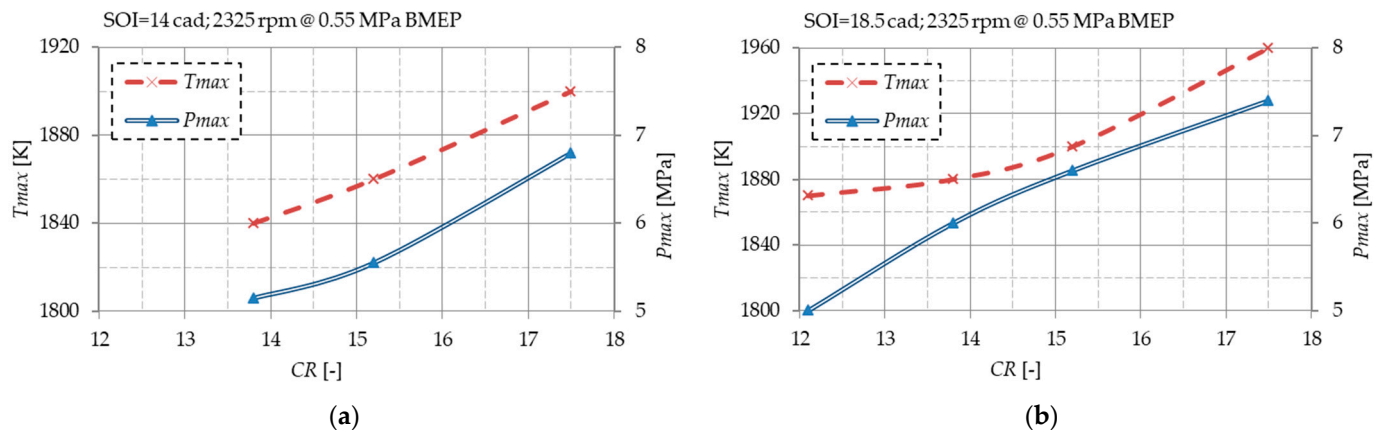 SOI=14 cad; 2325 rpm @ 0.55 MPa BMEP
1920
1880
1840
1800
Tmax [K]
Tmax
Pmax
8
7
6
5
Pmax [MPa]
12 13 14 15 16 17 18
CR [-]
(a)
SOI=18.5 cad; 2325 rpm @ 0.55 MPa BMEP
1960
1920
1880
1840
1800
Tmax [K]
Tmax
Pmax
8
7
6
5
Pmax [MPa]
12 13 14 15 16 17 18
CR [-]
(b)